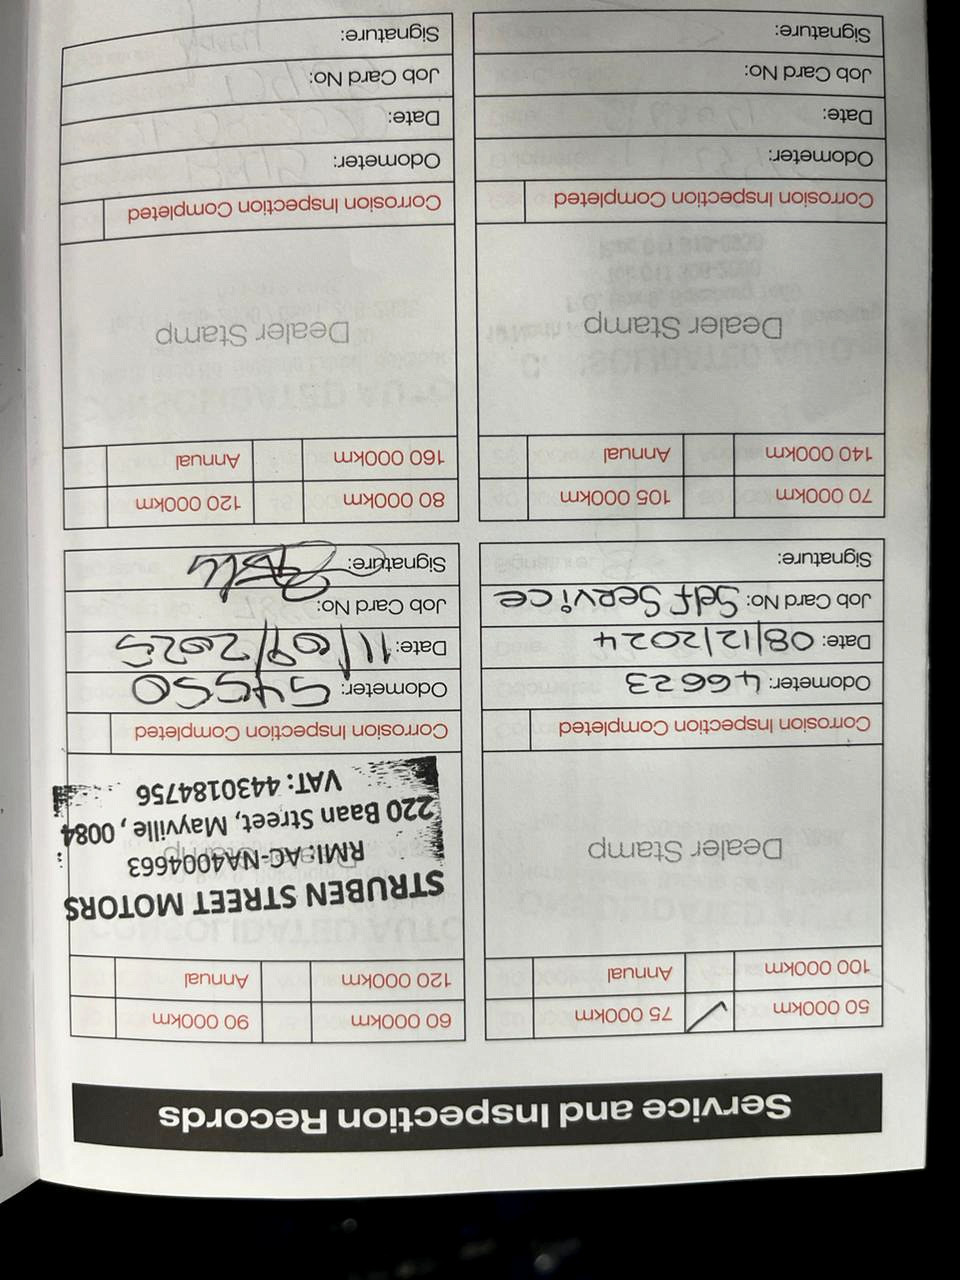 Service and Inspection Records
50 000km 75 000km
100 000km Annual
Dealer Stamp
Corrosion Inspection Completed
Odometer: 46623
Date: 08/12/2024
Job Card No: Self Service
Signature:
60 000km 90 000km
120 000km Annual
STRUBEN STREET MOTORS
RMI: AC-NA4004663
220 Baan Street, Mayville, 0084
VAT: 4430184756
Corrosion Inspection Completed
Odometer: 54550
Date: 11/09/2025
Job Card No:
Signature:
70 000km 105 000km
140 000km Annual
Dealer Stamp
Corrosion Inspection Completed
Odometer:
Date:
Job Card No:
Signature:
80 000km 120 000km
160 000km Annual
Dealer Stamp
Corrosion Inspection Completed
Odometer:
Date:
Job Card No:
Signature: